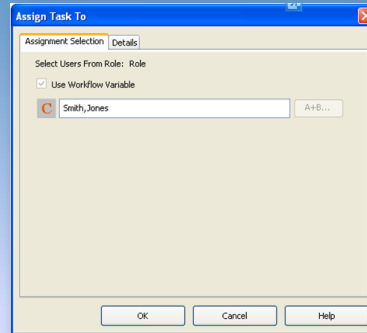 Assign Task To
Assignment Selection Details
Select Users From Role: Role
Use Workflow Variable
C Smith,Jones A+B...
OK Cancel Help